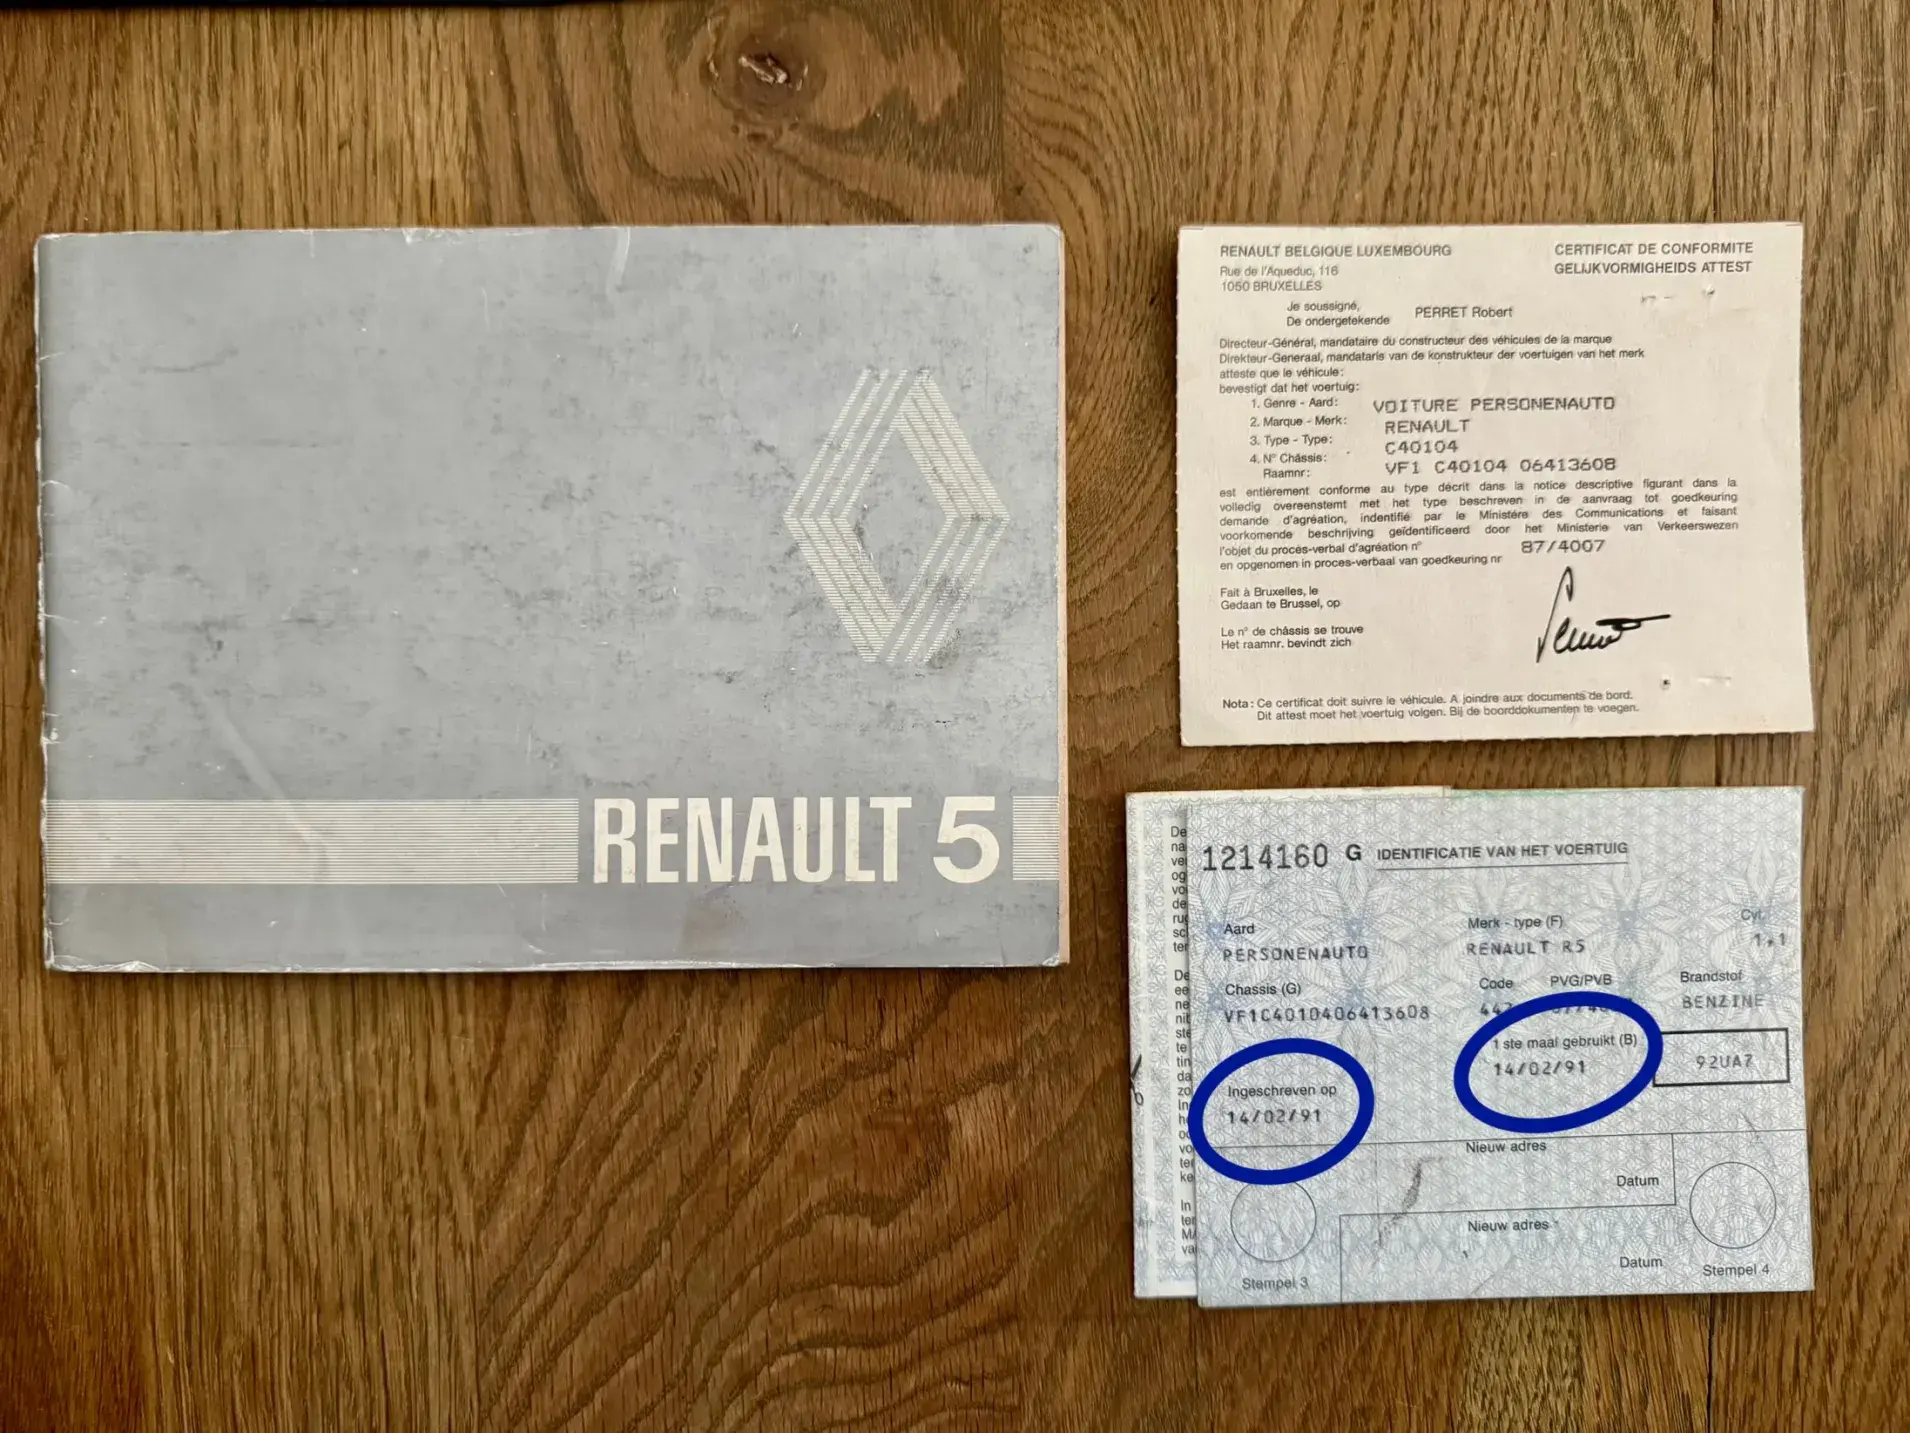 RENAULT 5
RENAULT BELGIQUE LUXEMBOURG
Rue de l'Aqueduc, 116
1050 BRUXELLES
CERTIFICAT DE CONFORMITE
GELIJKVORMIGHEIDS ATTEST
Je soussigné,
De ondergetekende
PERRET Robert
Directeur-Général, mandataire du constructeur des véhicules de la marque
Direkteur-Generaal, mandataris van de konstrukteur der voertuigen van het merk
atteste que le véhicule:
bevestigt dat het voertuig:
1. Genre - Aard: VOITURE PERSONENAUTO
2. Marque - Merk: RENAULT
3. Type - Type: C40104
4. N° Châssis:
Raamnr: VF1 C40104 06413608
est entièrement conforme au type décrit dans la notice descriptive figurant dans la
volledig overeenstemt met het type beschreven in de aanvraag tot goedkeuring
demande d'agréation, indentifié par le Ministère des Communications et faisant
voorkomende beschrijving geïdentificeerd door het Ministerie van Verkeerswezen
l'objet du procès-verbal d'agréation n°
en opgenomen in proces-verbaal van goedkeuring nr
87/4007
Fait à Bruxelles, le
Gedaan te Brussel, op
Le n° de châssis se trouve
Het raamnr. bevindt zich
Nota: Ce certificat doit suivre le véhicule. A joindre aux documents de bord.
Dit attest moet het voertuig volgen. Bij de boorddokumenten te voegen.
1214160 G IDENTIFICATIE VAN HET VOERTUIG
Aard
PERSONENAUTO
Merk - type (F)
RENAULT R5
Cyl.
1,1
Chassis (G)
VF1C4010406413608
Code
PVG/PVB
Brandstof
BENZINE
1 ste maal gebruikt (B)
14/02/91
92UA7
Ingeschreven op
14/02/91
Nieuw adres
Datum
Nieuw adres
Datum
Stempel 3
Stempel 4